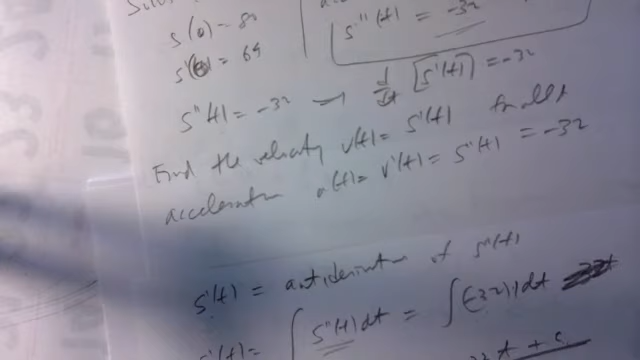 S(0) = 80
S'(0) = 64
S''(t) = -32
S''(t) = -32 → d/dt [S'(t)] = -32
Find the velocity v(t) = S'(t) for all t
acceleration a(t) = v'(t) = S''(t) = -32
S'(t) = antiderivative of S''(t)
S'(t) = ∫ S''(t) dt = ∫ (-32) dt
t + c